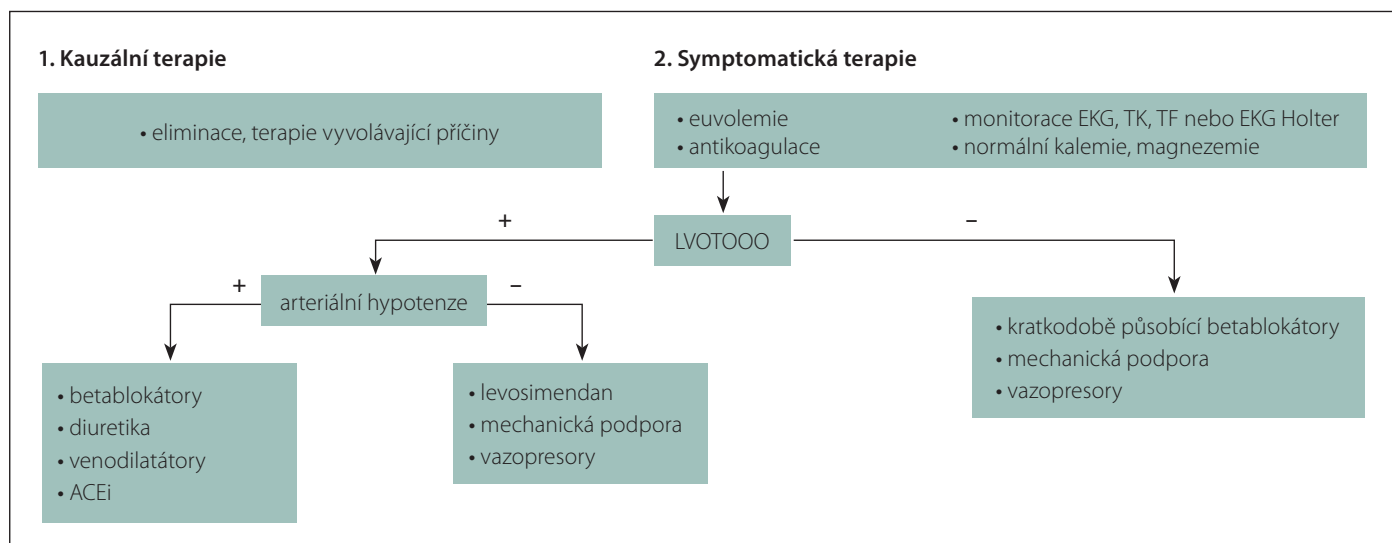 1. Kauzální terapie
• eliminace, terapie vyvolávající příčiny
2. Symptomatická terapie
• euvolemie
• antikoagulace
• monitorace EKG, TK, TF nebo EKG Holter
• normální kalemie, magnezemie
+
LVOTOOO
–
+
arteriální hypotenze
–
• betablokátory
• diuretika
• venodilatátory
• ACEi
• levosimendan
• mechanická podpora
• vazopresory
• kratkodobě působící betablokátory
• mechanická podpora
• vazopresory